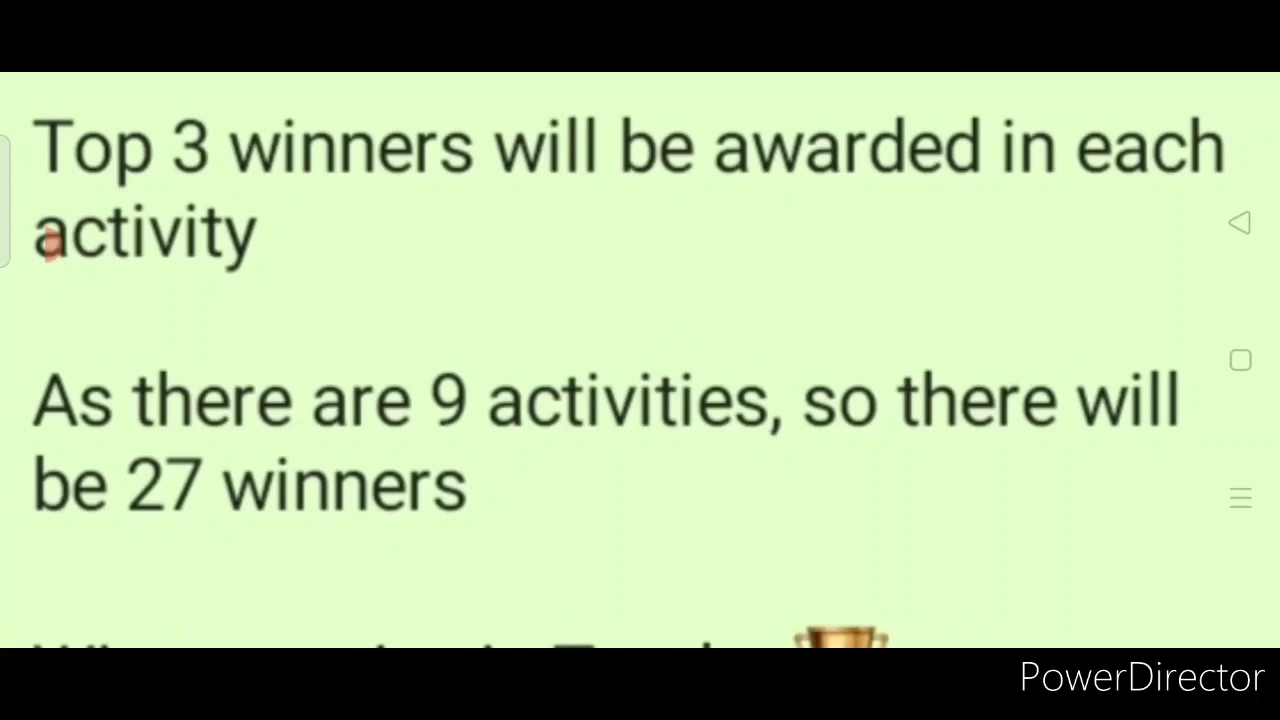 Top 3 winners will be awarded in each
activity
As there are 9 activities, so there will
be 27 winners
PowerDirector